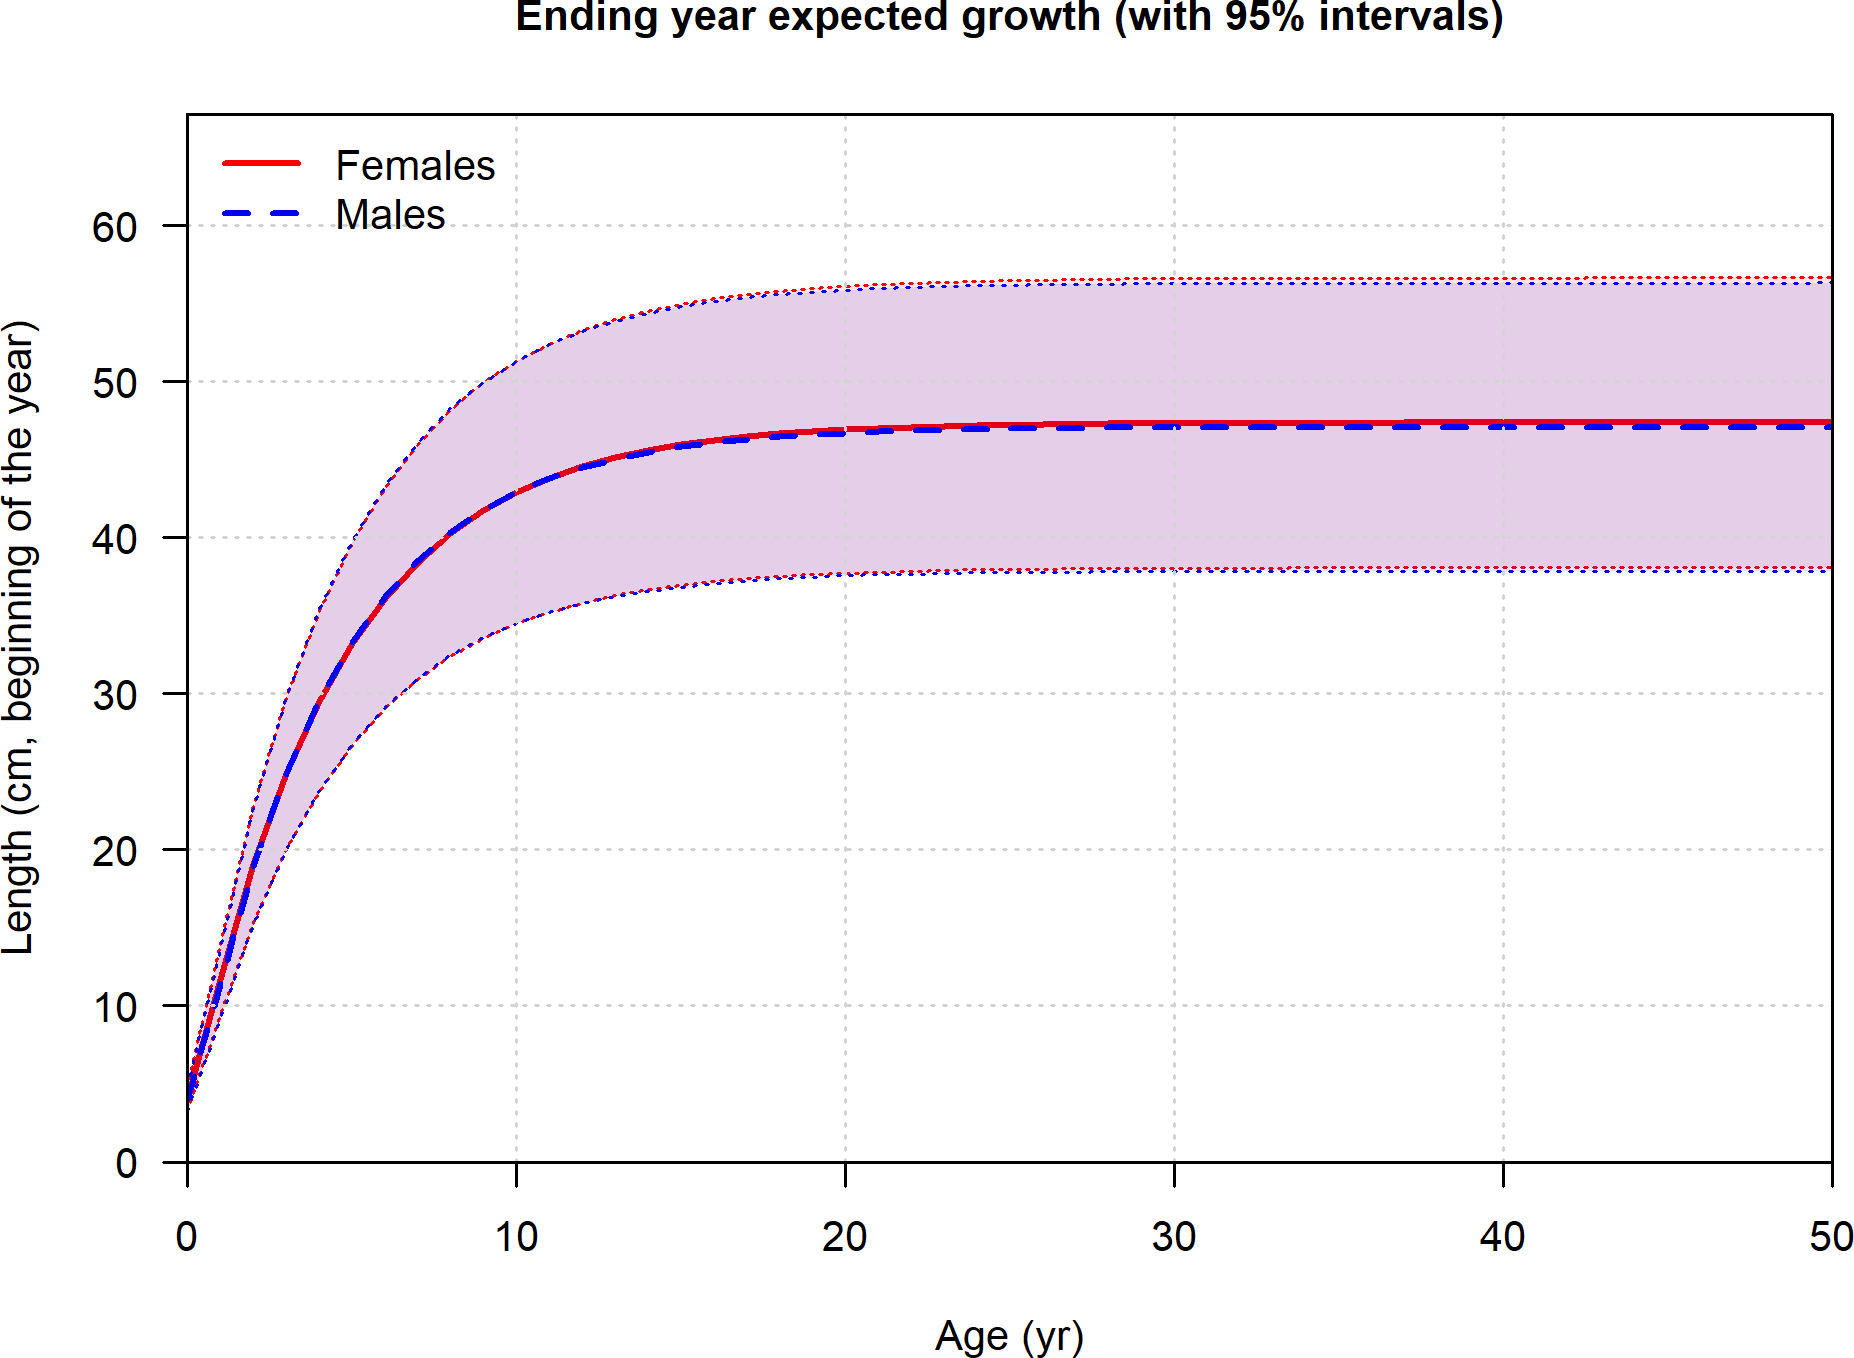 Ending year expected growth (with 95% intervals)
Females
Males
Length (cm, beginning of the year)
60
50
40
30
20
10
0
0 10 20 30 40 50
Age (yr)